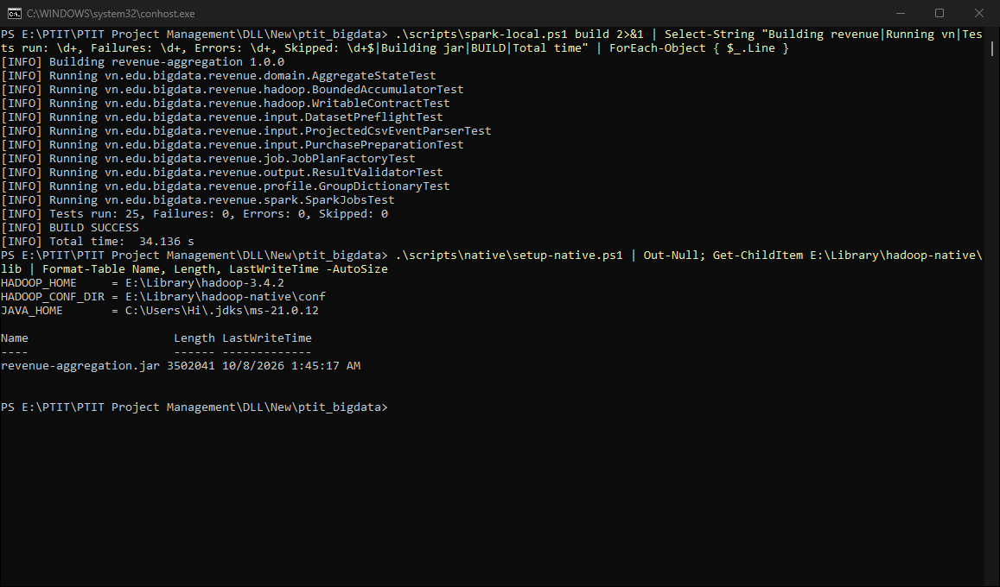 C:\WINDOWS\system32\conhost.exe
PS E:\PTIT\PTIT Project Management\DLL\New\ptit_bigdata> .\scripts\spark-local.ps1 build 2>&1 | Select-String "Building revenue|Running vn|Tes
ts run: \d+, Failures: \d+, Errors: \d+, Skipped: \d+$|Building jar|BUILD|Total time" | ForEach-Object { $_.Line }
[INFO] Building revenue-aggregation 1.0.0
[INFO] Running vn.edu.bigdata.revenue.domain.AggregateStateTest
[INFO] Running vn.edu.bigdata.revenue.hadoop.BoundedAccumulatorTest
[INFO] Running vn.edu.bigdata.revenue.hadoop.WritableContractTest
[INFO] Running vn.edu.bigdata.revenue.input.DatasetPreflightTest
[INFO] Running vn.edu.bigdata.revenue.input.ProjectedCsvEventParserTest
[INFO] Running vn.edu.bigdata.revenue.input.PurchasePreparationTest
[INFO] Running vn.edu.bigdata.revenue.job.JobPlanFactoryTest
[INFO] Running vn.edu.bigdata.revenue.output.ResultValidatorTest
[INFO] Running vn.edu.bigdata.revenue.profile.GroupDictionaryTest
[INFO] Running vn.edu.bigdata.revenue.spark.SparkJobsTest
[INFO] Tests run: 25, Failures: 0, Errors: 0, Skipped: 0
[INFO] BUILD SUCCESS
[INFO] Total time:  34.136 s
PS E:\PTIT\PTIT Project Management\DLL\New\ptit_bigdata> .\scripts\native\setup-native.ps1 | Out-Null; Get-ChildItem E:\Library\hadoop-native\
lib | Format-Table Name, Length, LastWriteTime -AutoSize
HADOOP_HOME     = E:\Library\hadoop-3.4.2
HADOOP_CONF_DIR = E:\Library\hadoop-native\conf
JAVA_HOME       = C:\Users\Hi\.jdks\ms-21.0.12
Name                     Length LastWriteTime
----                     ------ -------------
revenue-aggregation.jar 3502041 10/8/2026 1:45:17 AM
PS E:\PTIT\PTIT Project Management\DLL\New\ptit_bigdata>